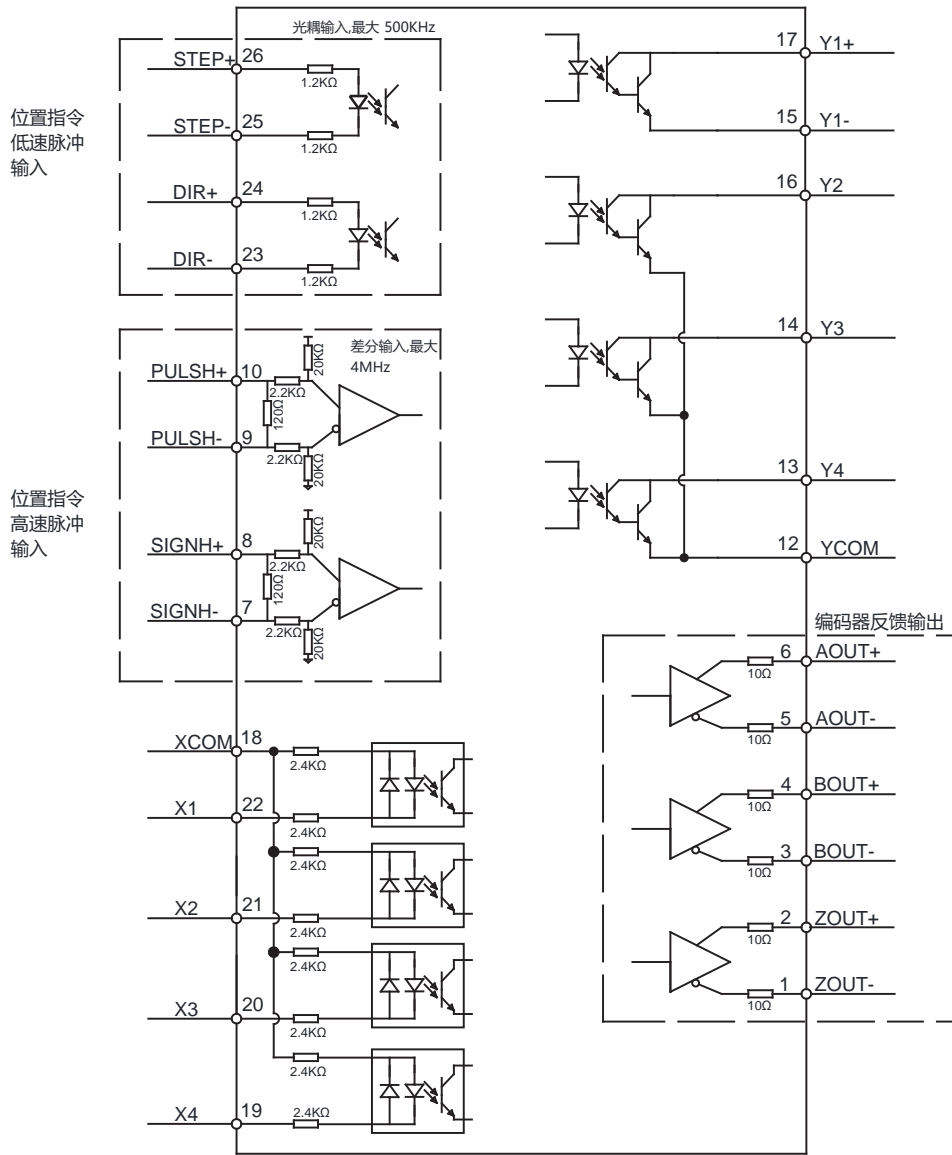 光耦输入,最大 500KHz
位置指令
低速脉冲
输入
STEP+ 26
1.2KΩ
STEP- 25
1.2KΩ
DIR+ 24
1.2KΩ
DIR- 23
1.2KΩ
位置指令
高速脉冲
输入
差分输入,最大
4MHz
PULSH+ 10
20KΩ
2.2KΩ
120Ω
PULSH- 9
2.2KΩ
20KΩ
SIGNH+ 8
20KΩ
2.2KΩ
120Ω
SIGNH- 7
2.2KΩ
20KΩ
XCOM 18
2.4KΩ
X1 22
2.4KΩ
2.4KΩ
X2 21
2.4KΩ
2.4KΩ
X3 20
2.4KΩ
2.4KΩ
X4 19
2.4KΩ
17 Y1+
15 Y1-
16 Y2
14 Y3
13 Y4
12 YCOM
编码器反馈输出
6 AOUT+
10Ω
5 AOUT-
10Ω
4 BOUT+
10Ω
3 BOUT-
10Ω
2 ZOUT+
10Ω
1 ZOUT-
10Ω